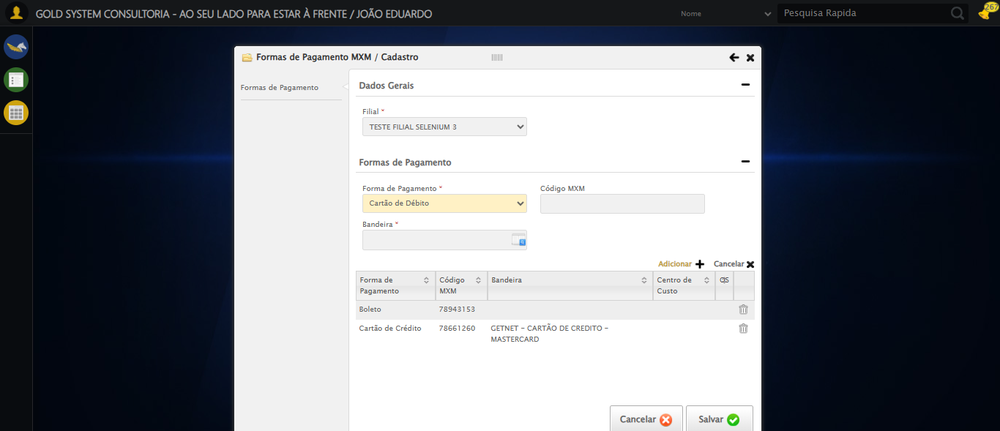 GOLD SYSTEM CONSULTORIA - AO SEU LADO PARA ESTAR À FRENTE / JOÃO EDUARDO
Nome
Pesquisa Rapida
267
Formas de Pagamento MXM / Cadastro
Formas de Pagamento
Dados Gerais
Filial *
TESTE FILIAL SELENIUM 3
Formas de Pagamento
Forma de Pagamento * Código MXM
Cartão de Débito
Bandeira *
Adicionar Cancelar
Forma de Código Bandeira Centro de
Pagamento MXM Custo
Boleto 78943153
Cartão de Crédito 78661260 GETNET - CARTÃO DE CREDITO -
MASTERCARD
Cancelar Salvar